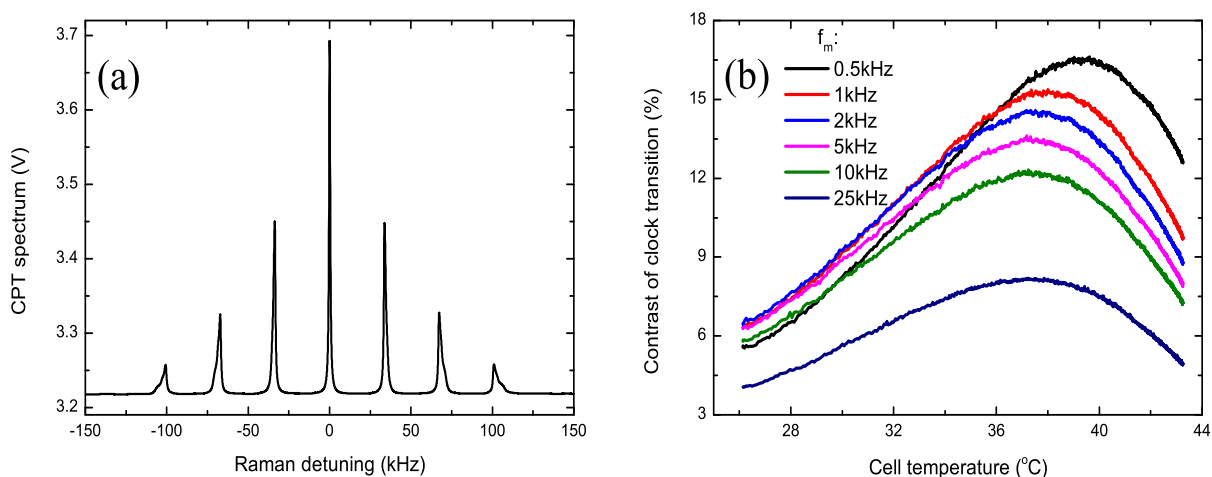 (a)
3.7
3.6
3.5
3.4
3.3
3.2
CPT spectrum (V)
-150 -100 -50 0 50 100 150
Raman detuning (kHz)
(b)
fm:
0.5kHz
1kHz
2kHz
5kHz
10kHz
25kHz
18
15
12
9
6
3
Contrast of clock transition (%)
28 32 36 40 44
Cell temperature (°C)